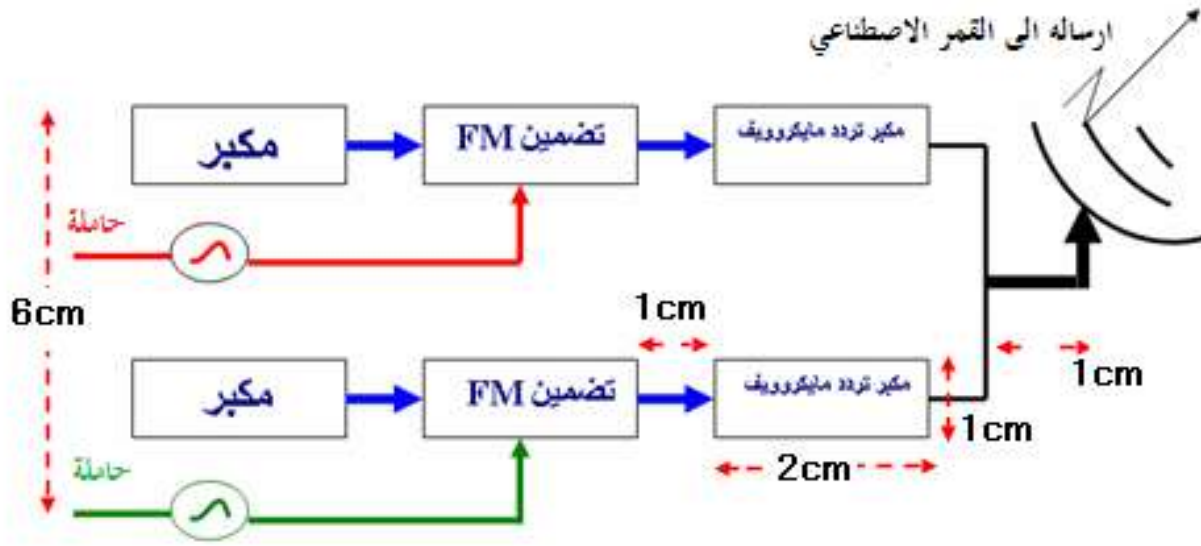 ارساله الى القمر الاصطناعي
مكبر
تضمين FM
مكبر تردد مايكروويف
حاملة
6cm
1cm
1cm
مكبر
تضمين FM
مكبر تردد مايكروويف
1cm
2cm
حاملة